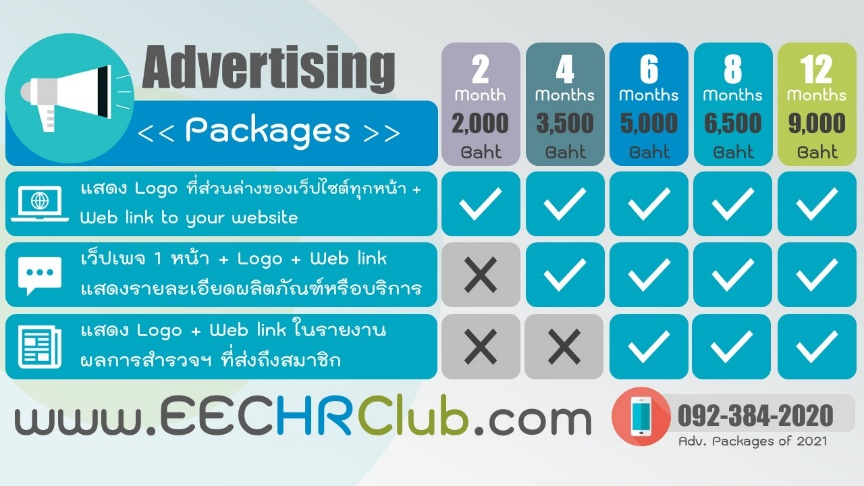 Advertising
<< Packages >>
2 4 6 8 12
Month Months Months Months Months
2,000 3,500 5,000 6,500 9,000
Baht Baht Baht Baht Baht
แสดง Logo ที่ส่วนล่างของเว็ปไซต์ทุกหน้า +
Web link to your website
เว็ปเพจ 1 หน้า + Logo + Web link
แสดงรายละเอียดผลิตภัณฑ์หรือบริการ
แสดง Logo + Web link ในรายงาน
ผลการสำรวจฯ ที่ส่งถึงสมาชิก
www.EECHRClub.com
092-384-2020
Adv. Packages of 2021